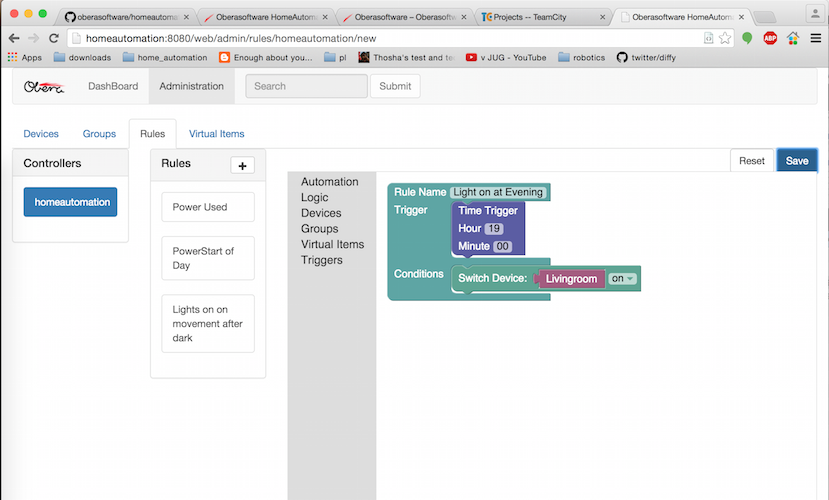 oberasoftware/homeautoma
Oberasoftware HomeAutom
Oberasoftware – Oberasoft
Projects -- TeamCity
Oberasoftware HomeAutom
homeautomation:8080/web/admin/rules/homeautomation/new
ABP
Apps downloads home_automation Enough about you... pl Thosha's test and te v JUG - YouTube robotics twitter/diffy
Obera DashBoard Administration Search Submit
Devices Groups Rules Virtual Items
Controllers
homeautomation
Rules +
Power Used
PowerStart of
Day
Lights on on
movement after
dark
Reset Save
Automation
Logic
Devices
Groups
Virtual Items
Triggers
Rule Name Light on at Evening
Trigger Time Trigger
Hour 19
Minute 00
Conditions Switch Device: Livingroom on